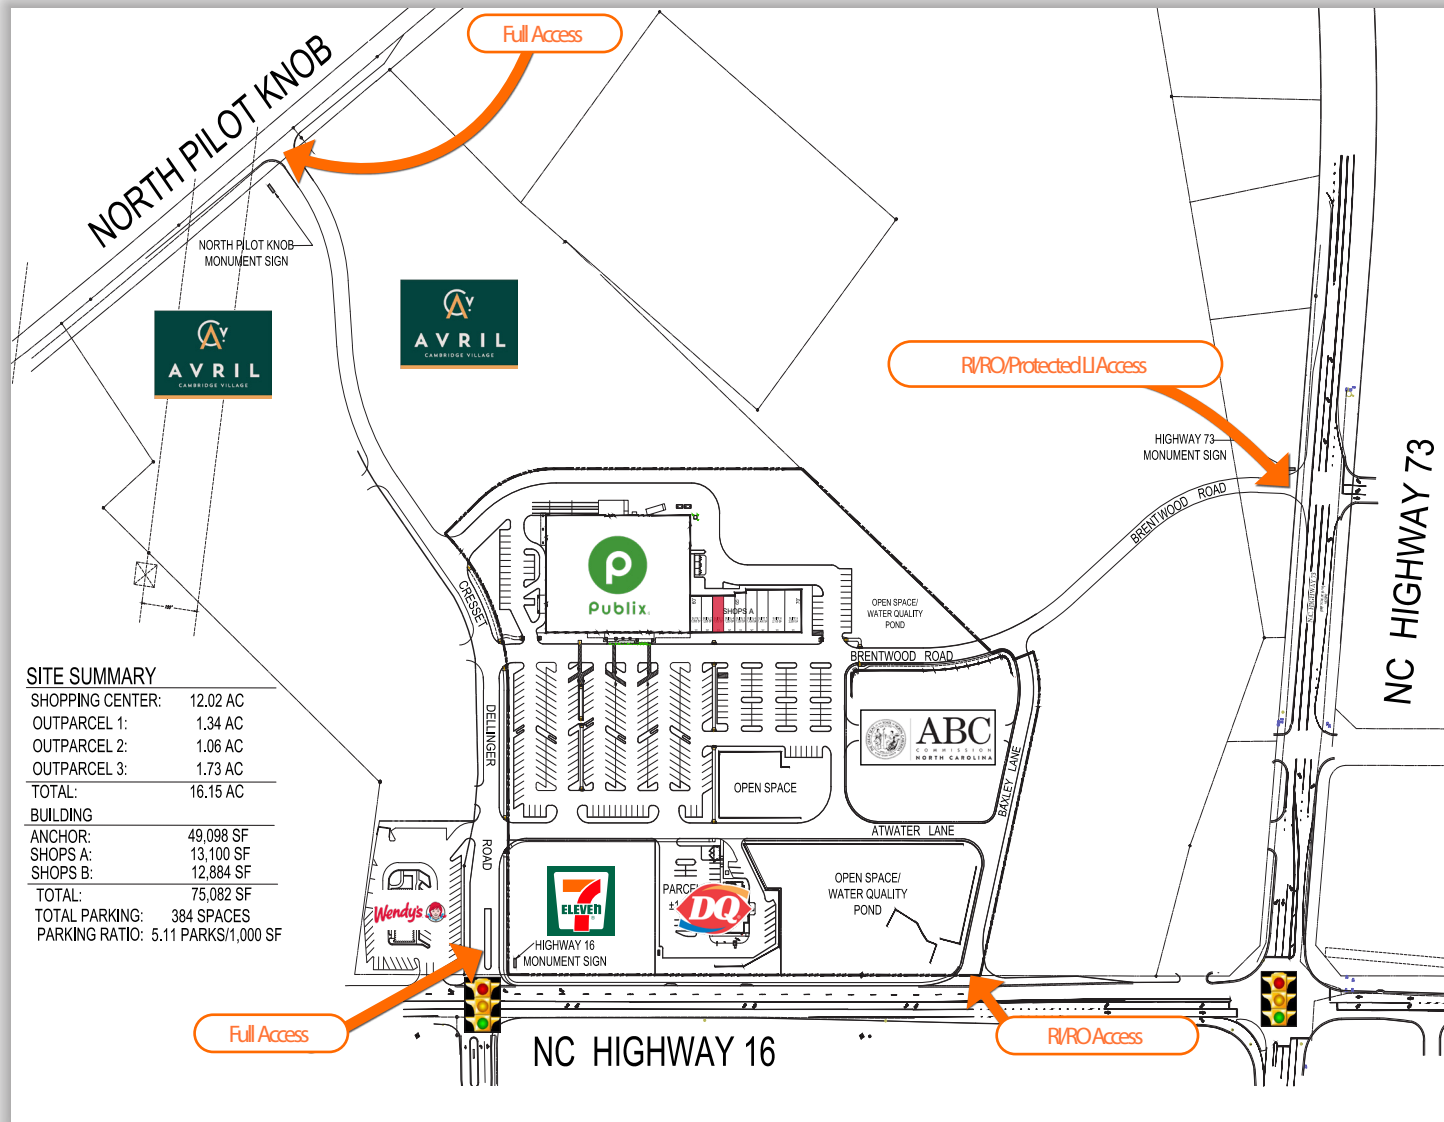 Full Access
NORTH PILOT KNOB
NORTH PILOT KNOB
MONUMENT SIGN
AVRIL
CAMBRIDGE VILLAGE
AVRIL
CAMBRIDGE VILLAGE
RI/RO/Protected LI Access
HIGHWAY 73
MONUMENT SIGN
NC HIGHWAY 73
BRENTWOOD ROAD
Publix.
CRESSET
SHOPS A
OPEN SPACE/
WATER QUALITY
POND
BRENTWOOD ROAD
SITE SUMMARY
SHOPPING CENTER: 12.02 AC
OUTPARCEL 1: 1.34 AC
OUTPARCEL 2: 1.06 AC
OUTPARCEL 3: 1.73 AC
TOTAL: 16.15 AC
BUILDING
ANCHOR: 49,098 SF
SHOPS A: 13,100 SF
SHOPS B: 12,884 SF
TOTAL: 75,082 SF
TOTAL PARKING: 384 SPACES
PARKING RATIO: 5.11 PARKS/1,000 SF
DELLINGER
ROAD
ABC
COMMISSION
NORTH CAROLINA
BAXLEY LANE
OPEN SPACE
ATWATER LANE
Wendy's
7
ELEVEN
DQ
OPEN SPACE/
WATER QUALITY
POND
HIGHWAY 16
MONUMENT SIGN
Full Access
NC HIGHWAY 16
RI/RO Access